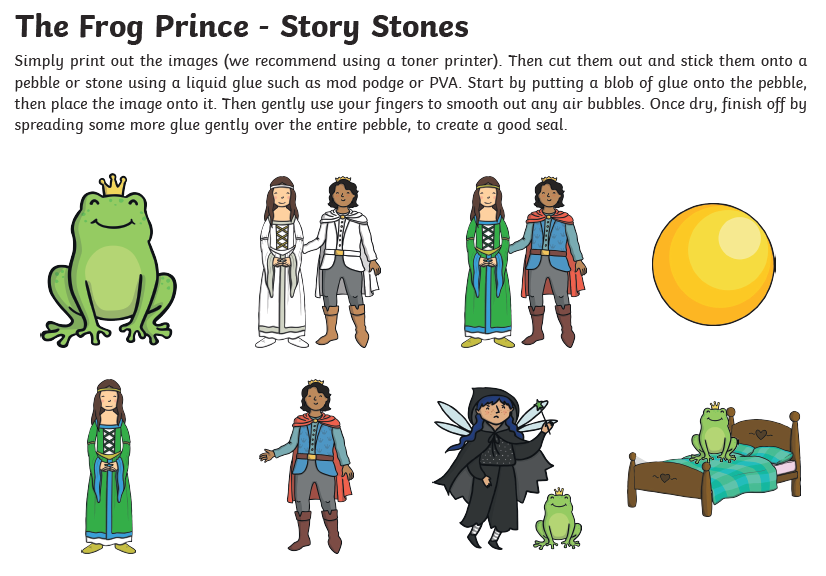 The Frog Prince - Story Stones
Simply print out the images (we recommend using a toner printer). Then cut them out and stick them onto a
pebble or stone using a liquid glue such as mod podge or PVA. Start by putting a blob of glue onto the pebble,
then place the image onto it. Then gently use your fingers to smooth out any air bubbles. Once dry, finish off by
spreading some more glue gently over the entire pebble, to create a good seal.